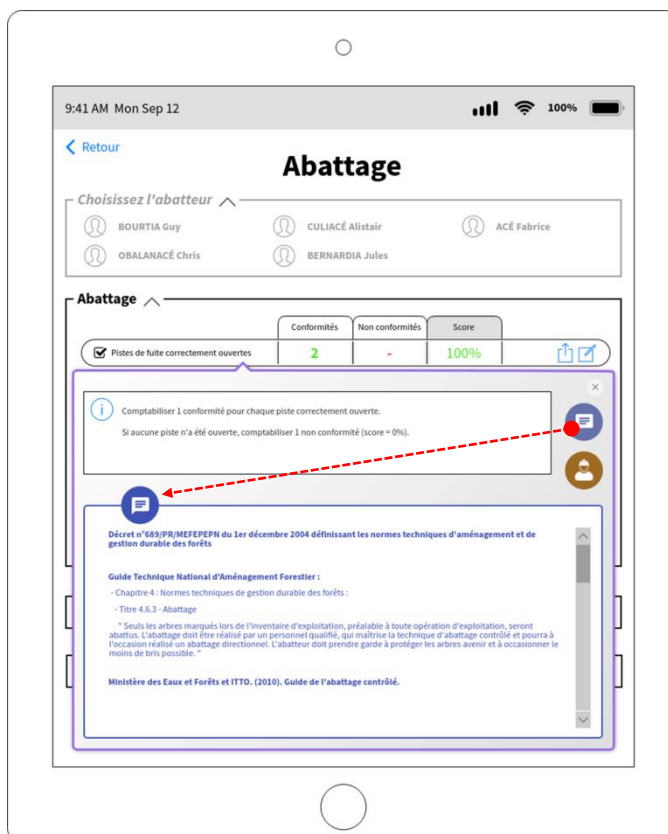 9:41 AM Mon Sep 12
100%
Retour
Abattage
Choisissez l'abatteur
BOURTIA Guy
CULIACÉ Alistair
ACÉ Fabrice
OBALANACÉ Chris
BERNARDIA Jules
Abattage
Conformités
Non conformités
Score
Pistes de fuite correctement ouvertes
2
-
100%
Comptabiliser 1 conformité pour chaque piste correctement ouverte.
Si aucune piste n'a été ouverte, comptabiliser 1 non conformité (score = 0%).
Décret n°689/PR/MEFEPEPN du 1er décembre 2004 définissant les normes techniques d'aménagement et de
gestion durable des forêts
Guide Technique National d'Aménagement Forestier :
- Chapitre 4 : Normes techniques de gestion durable des forêts :
- Titre 4.6.3 - Abattage
" Seuls les arbres marqués lors de l'inventaire d'exploitation, préalable à toute opération d'exploitation, seront
abattus. L'abattage doit être réalisé par un personnel qualifié, qui maîtrise la technique d'abattage contrôlé et pourra à
l'occasion réalisé un abattage directionnel. L'abatteur doit prendre garde à protéger les arbres avenir et à occasionner le
moins de bris possible. "
Ministère des Eaux et Forêts et ITTO. (2010). Guide de l'abattage contrôlé.